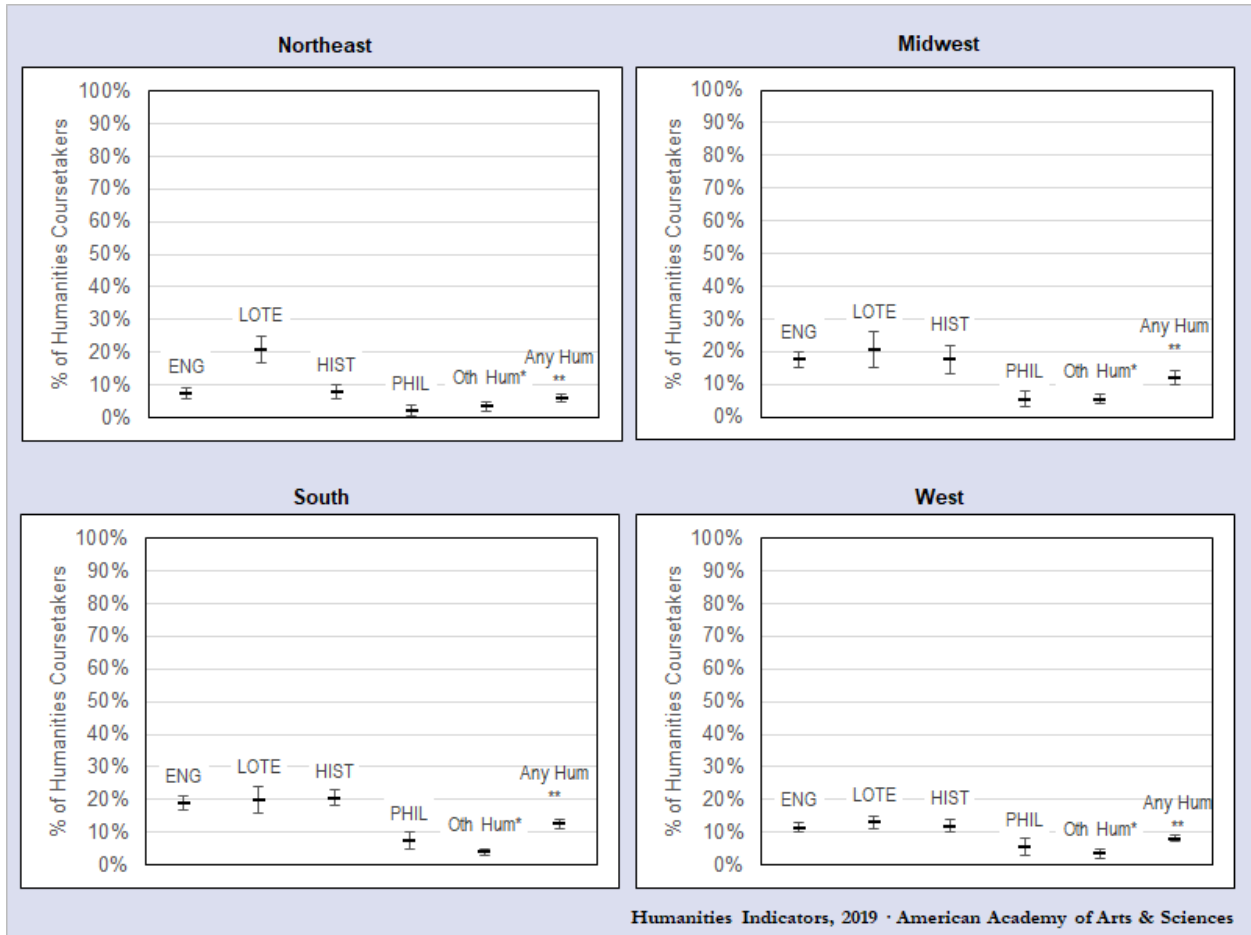 Northeast
% of Humanities Coursetakers
100%
90%
80%
70%
60%
50%
40%
30%
20%
10%
0%
ENG
LOTE
HIST
PHIL
Oth Hum*
Any Hum
**
Midwest
% of Humanities Coursetakers
100%
90%
80%
70%
60%
50%
40%
30%
20%
10%
0%
ENG
LOTE
HIST
PHIL
Oth Hum*
Any Hum
**
South
% of Humanities Coursetakers
100%
90%
80%
70%
60%
50%
40%
30%
20%
10%
0%
ENG
LOTE
HIST
PHIL
Oth Hum*
Any Hum
**
West
% of Humanities Coursetakers
100%
90%
80%
70%
60%
50%
40%
30%
20%
10%
0%
ENG
LOTE
HIST
PHIL
Oth Hum*
Any Hum
**
Humanities Indicators, 2019 · American Academy of Arts & Sciences